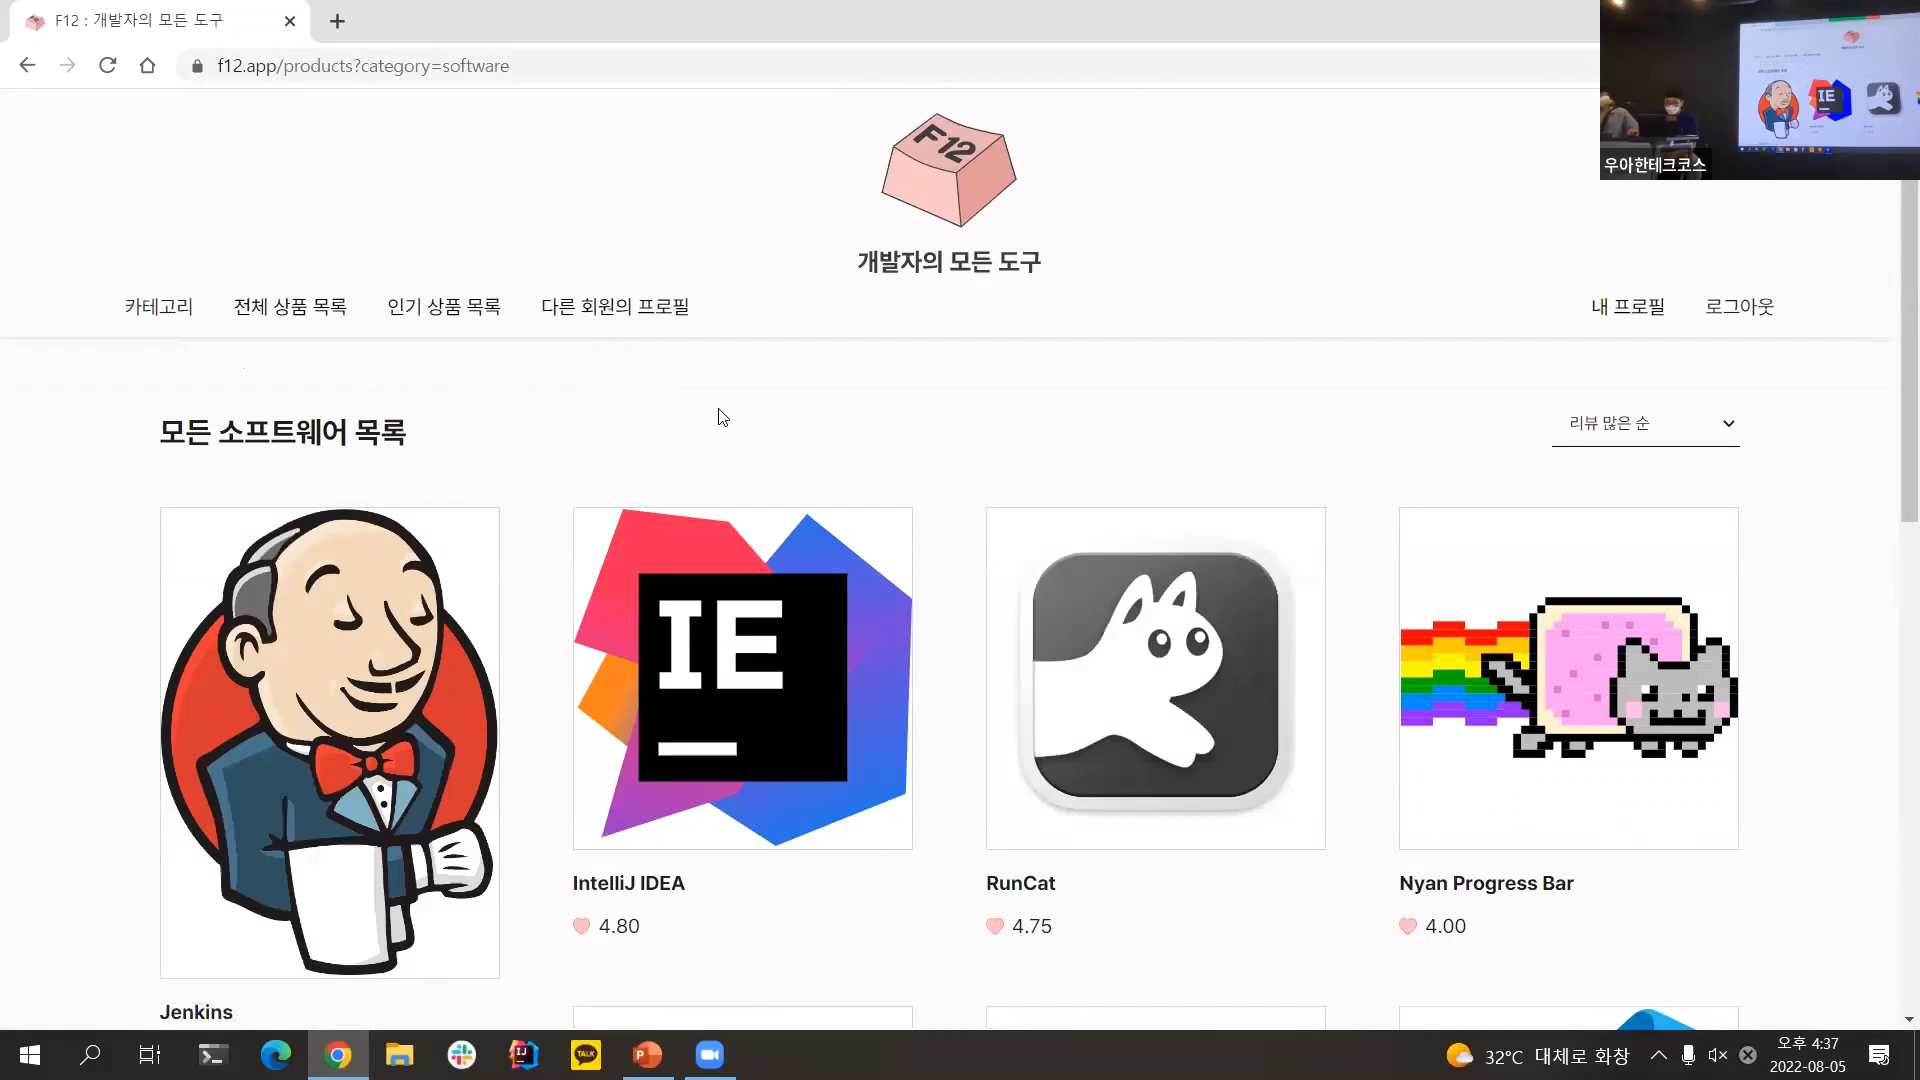 F12 : 개발자의 모든 도구
f12.app/products?category=software
우아한테크코스
F12
개발자의 모든 도구
카테고리
전체 상품 목록
인기 상품 목록
다른 회원의 프로필
내 프로필
로그아웃
모든 소프트웨어 목록
리뷰 많은 순
IE
IntelliJ IDEA
4.80
RunCat
4.75
Nyan Progress Bar
4.00
Jenkins
IJ
TALK
P
32°C 대체로 화창
오후 4:37
2022-08-05